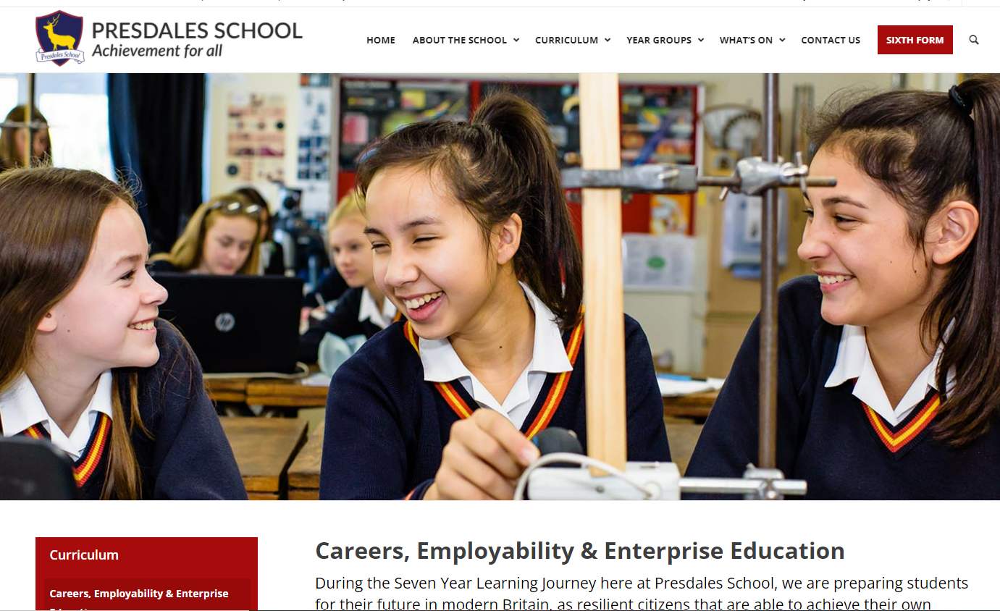 PRESDALES SCHOOL
Achievement for all
Presdales School
HOME ABOUT THE SCHOOL CURRICULUM YEAR GROUPS WHAT'S ON CONTACT US SIXTH FORM
hp
Curriculum
Careers, Employability & Enterprise
Careers, Employability & Enterprise Education
During the Seven Year Learning Journey here at Presdales School, we are preparing students
for their future in modern Britain, as resilient citizens that are able to achieve their own